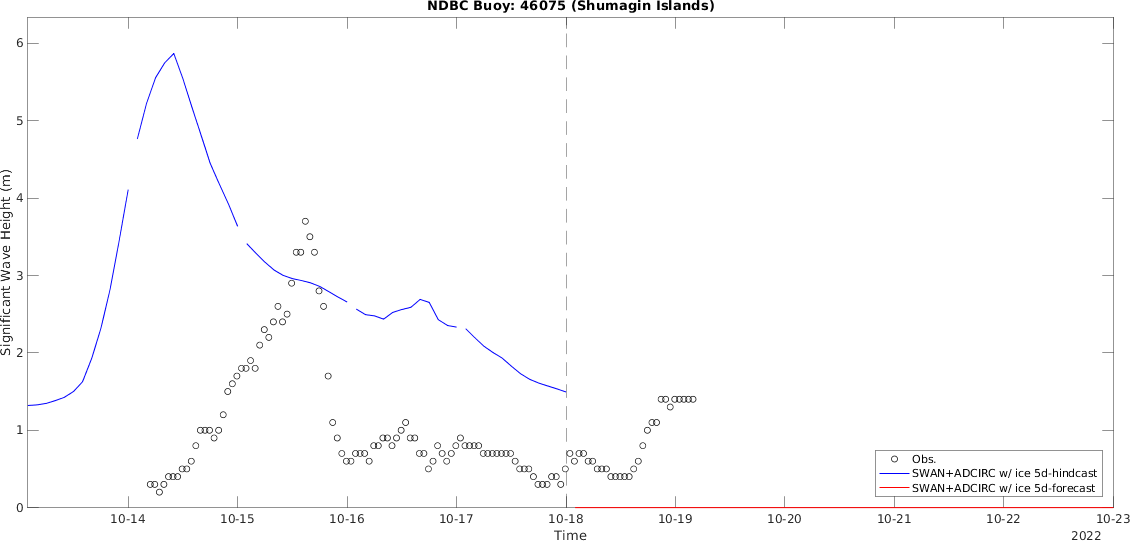 NDBC Buoy: 46075 (Shumagin Islands)
Significant Wave Height (m)
6
5
4
3
2
1
0
Obs.
SWAN+ADCIRC w/ ice 5d-hindcast
SWAN+ADCIRC w/ ice 5d-forecast
10-14 10-15 10-16 10-17 10-18 10-19 10-20 10-21 10-22 10-23
Time
2022